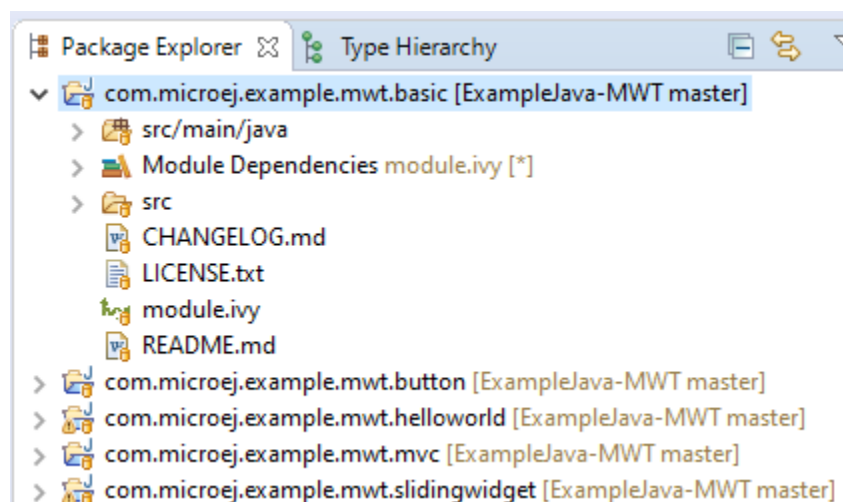 Package Explorer Type Hierarchy
com.microej.example.mwt.basic [ExampleJava-MWT master]
src/main/java
Module Dependencies module.ivy [*]
src
CHANGELOG.md
LICENSE.txt
module.ivy
README.md
com.microej.example.mwt.button [ExampleJava-MWT master]
com.microej.example.mwt.helloworld [ExampleJava-MWT master]
com.microej.example.mwt.mvc [ExampleJava-MWT master]
com.microej.example.mwt.slidingwidget [ExampleJava-MWT master]